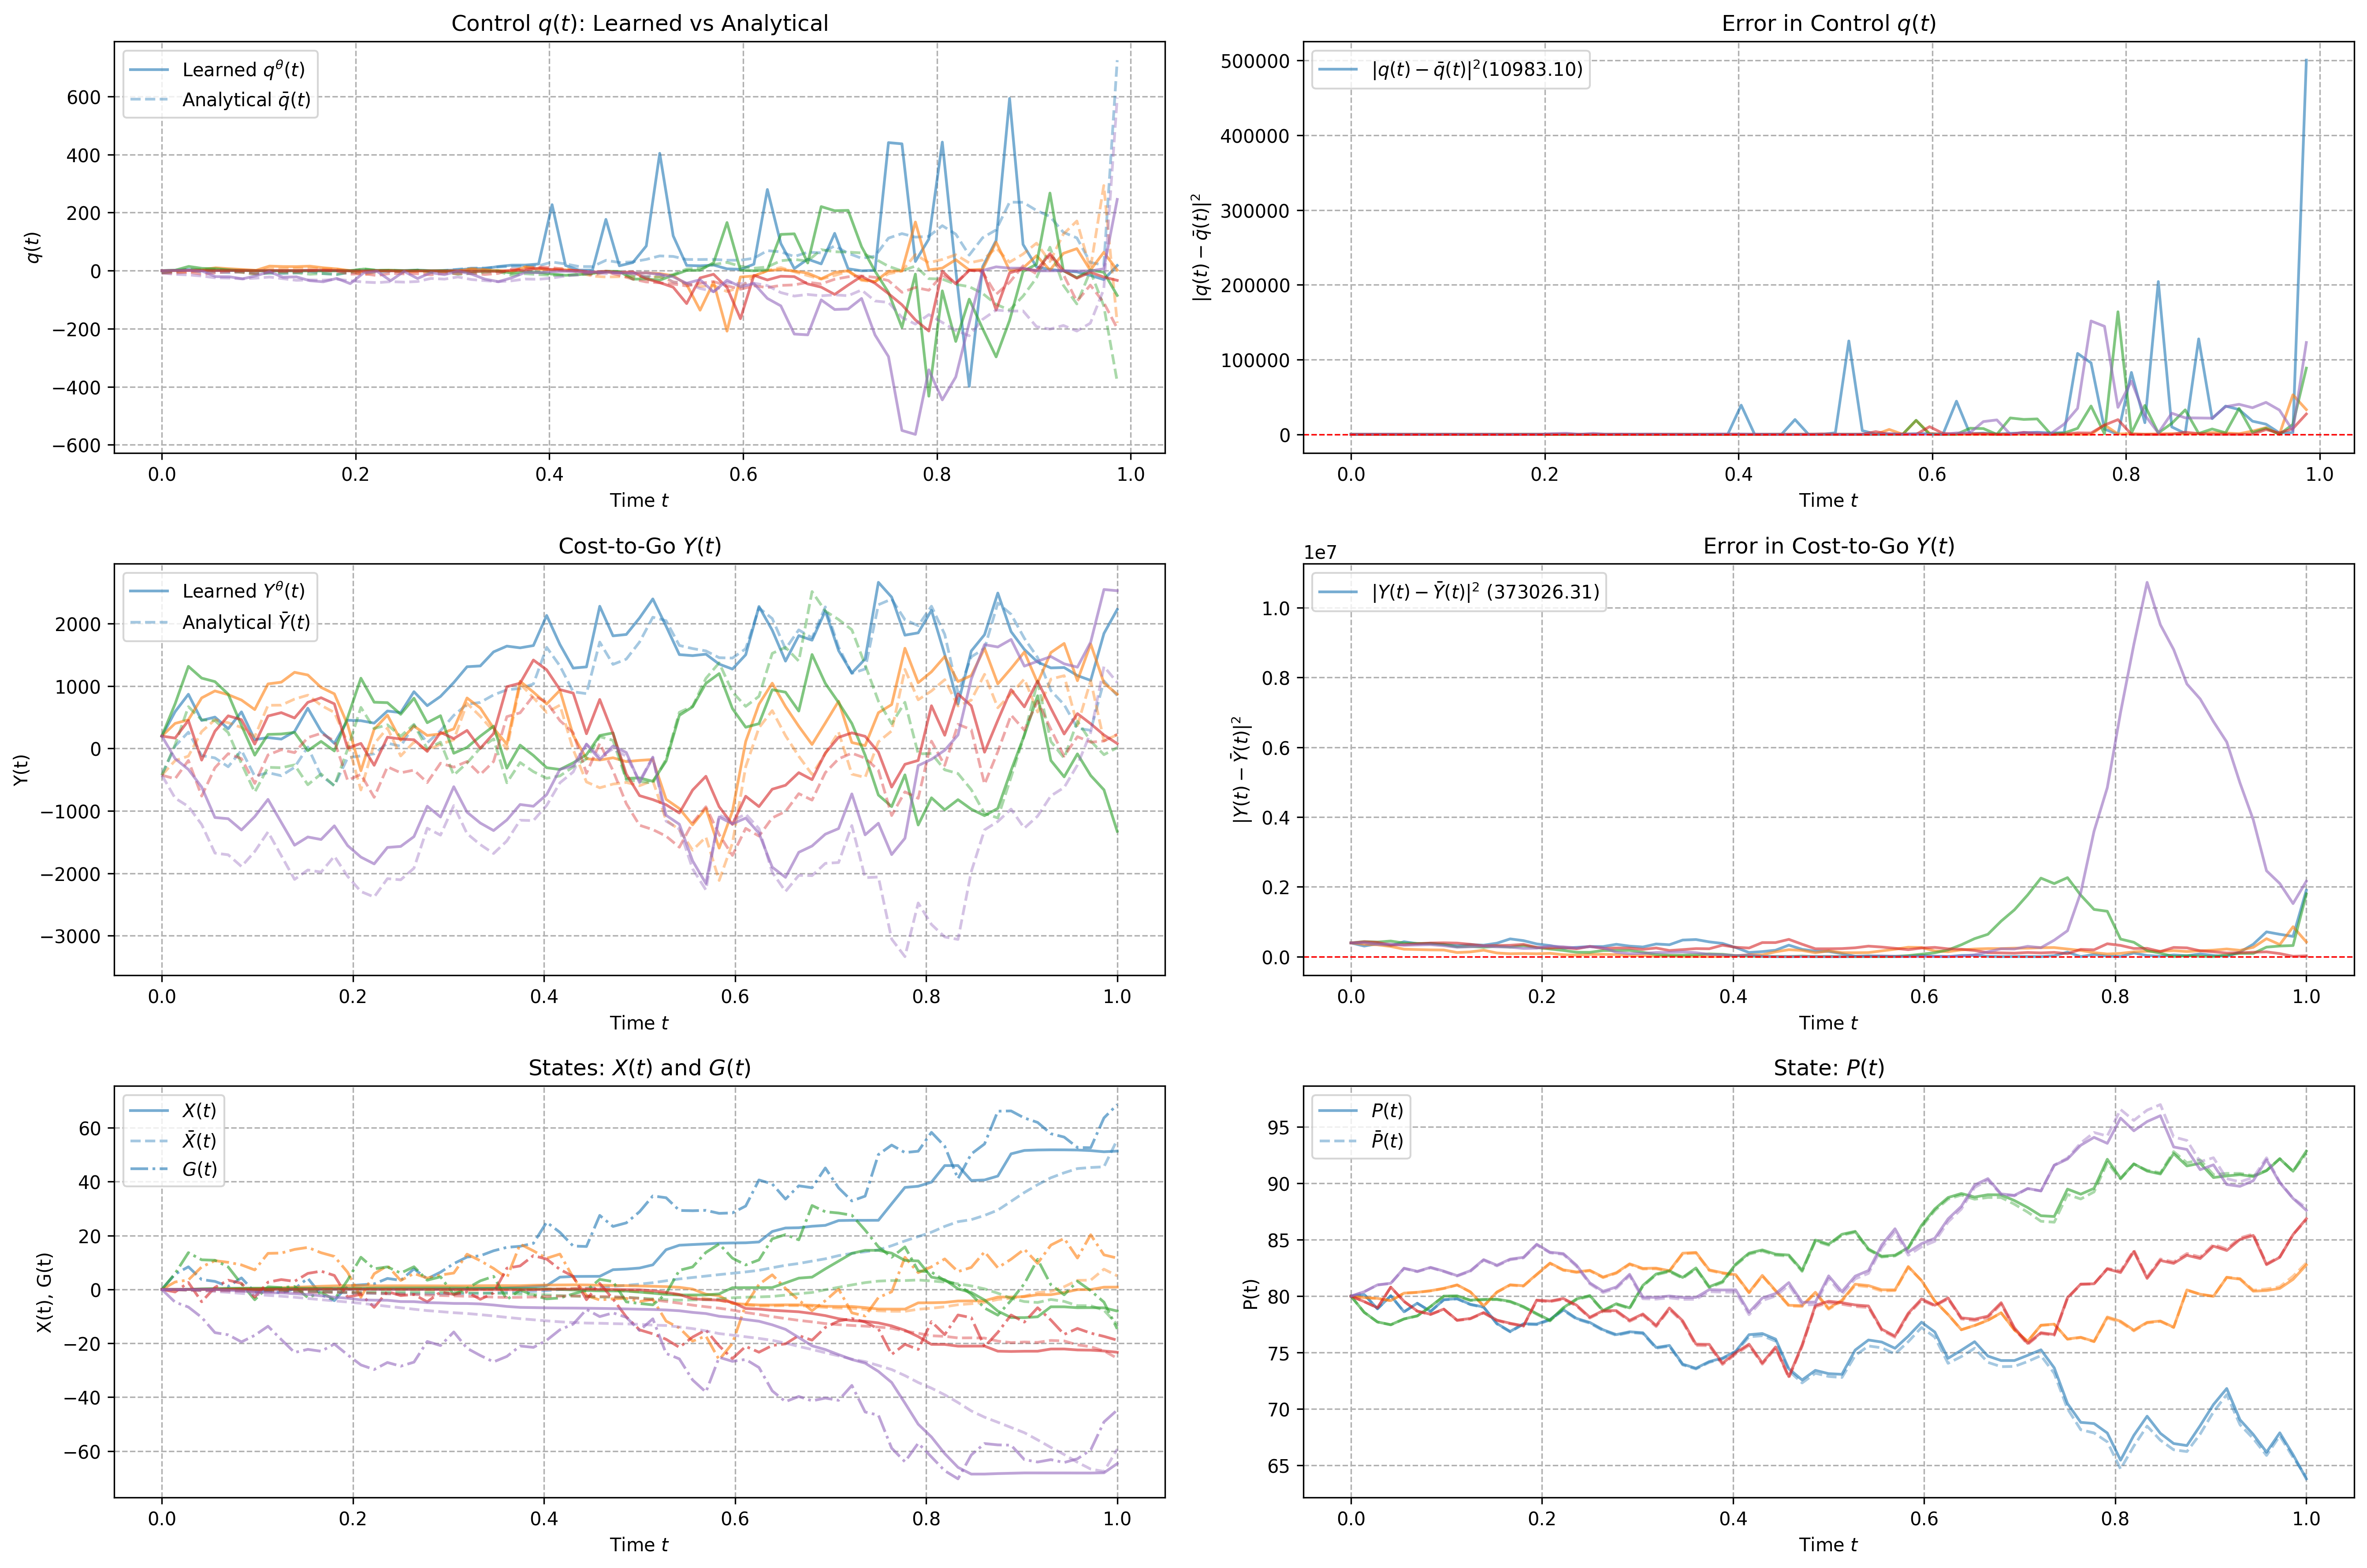 Control q(t): Learned vs Analytical
Learned q^θ(t)
Analytical q̄(t)
q(t)
600
400
200
0
−200
−400
−600
0.0 0.2 0.4 0.6 0.8 1.0
Time t
Error in Control q(t)
|q(t) − q̄(t)|²(10983.10)
|q(t) − q̄(t)|²
500000
400000
300000
200000
100000
0
0.0 0.2 0.4 0.6 0.8 1.0
Time t
Cost-to-Go Y(t)
Learned Y^θ(t)
Analytical Ȳ(t)
Y(t)
2000
1000
0
−1000
−2000
−3000
0.0 0.2 0.4 0.6 0.8 1.0
Time t
Error in Cost-to-Go Y(t)
1e7
|Y(t) − Ȳ(t)|² (373026.31)
|Y(t) − Ȳ(t)|²
1.0
0.8
0.6
0.4
0.2
0.0
0.0 0.2 0.4 0.6 0.8 1.0
Time t
States: X(t) and G(t)
X(t)
X̄(t)
G(t)
X(t), G(t)
60
40
20
0
−20
−40
−60
0.0 0.2 0.4 0.6 0.8 1.0
Time t
State: P(t)
P(t)
P̄(t)
P(t)
95
90
85
80
75
70
65
0.0 0.2 0.4 0.6 0.8 1.0
Time t